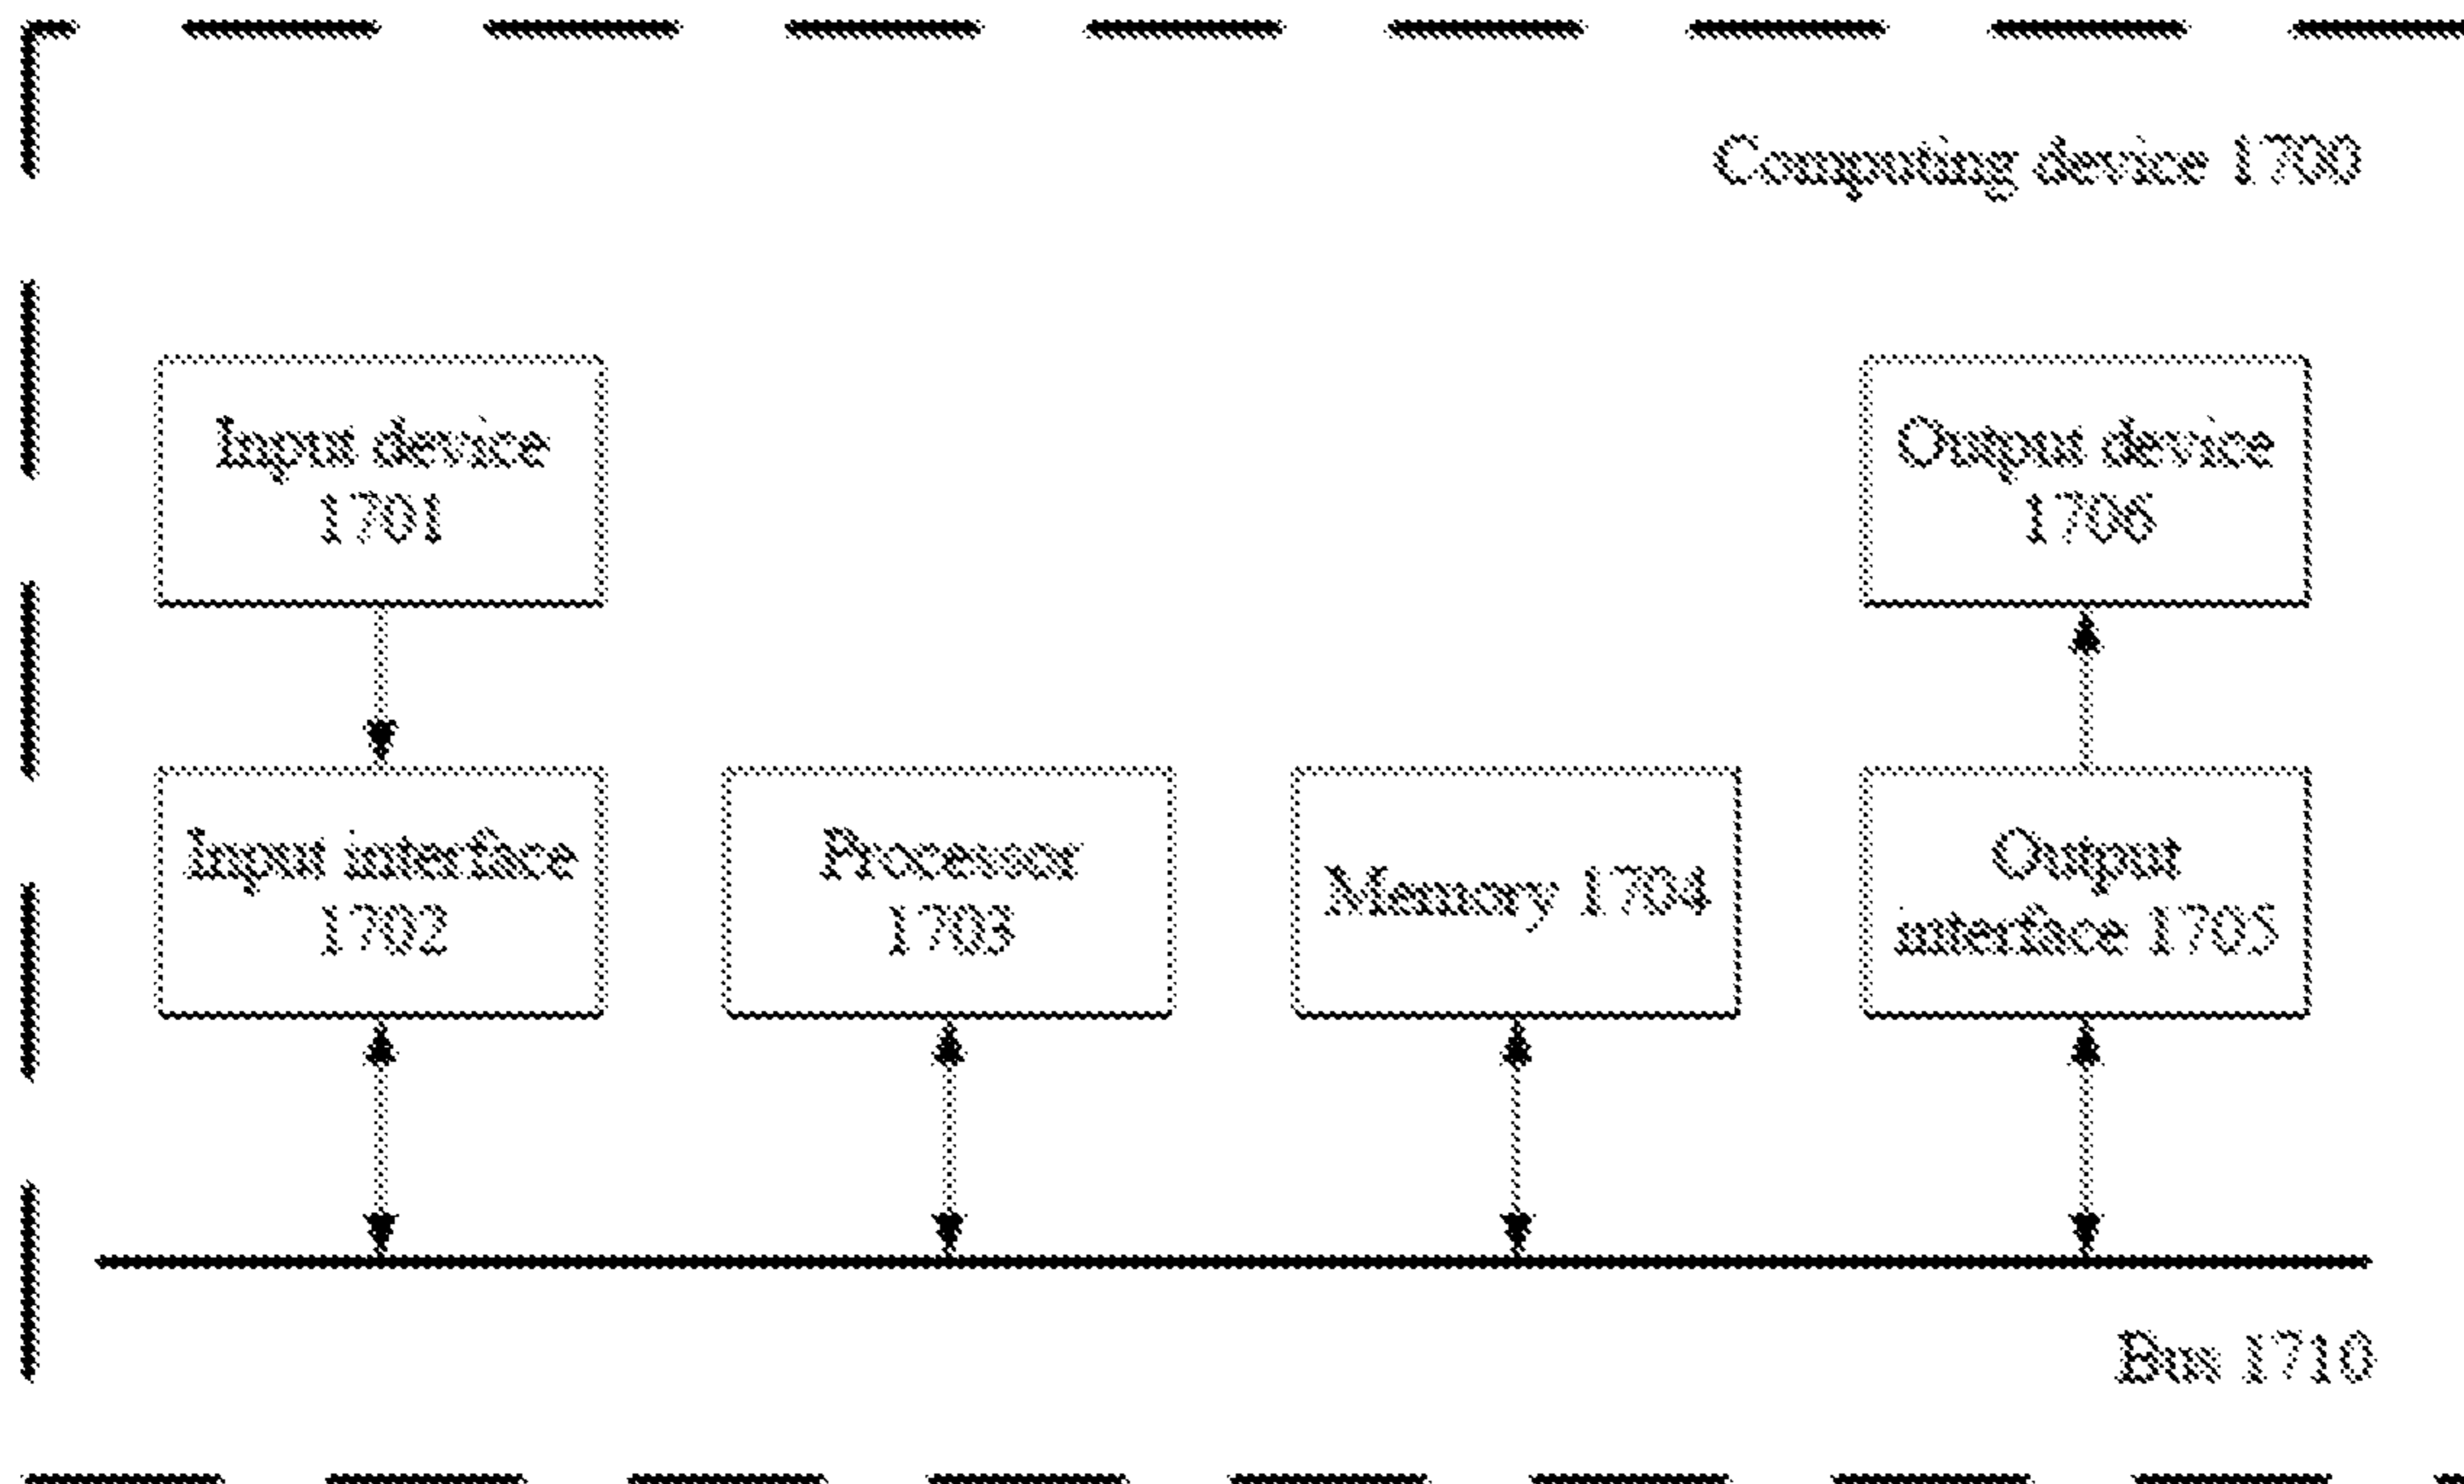 Computing device 1700
Input device
1701
Output device
1706
Input interface
1702
Processor
1703
Memory 1704
Output
interface 1705
Bus 1710